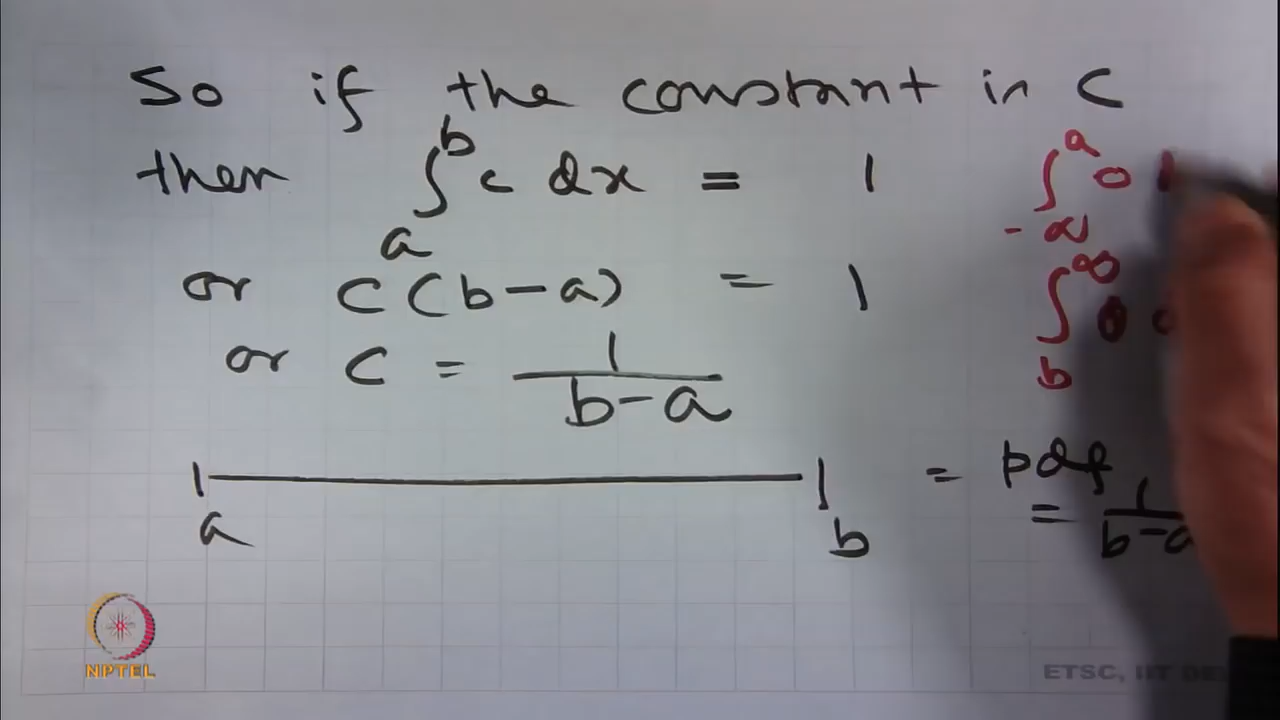 So if the constant in C
then ∫_a^b c dx = 1
∫_{-∞}^a 0
or C(b-a) = 1
∫_b^∞ 0
or C = 1/(b-a)
a b = pdf
= 1/(b-a
NPTEL
ETSC, IIT DEL